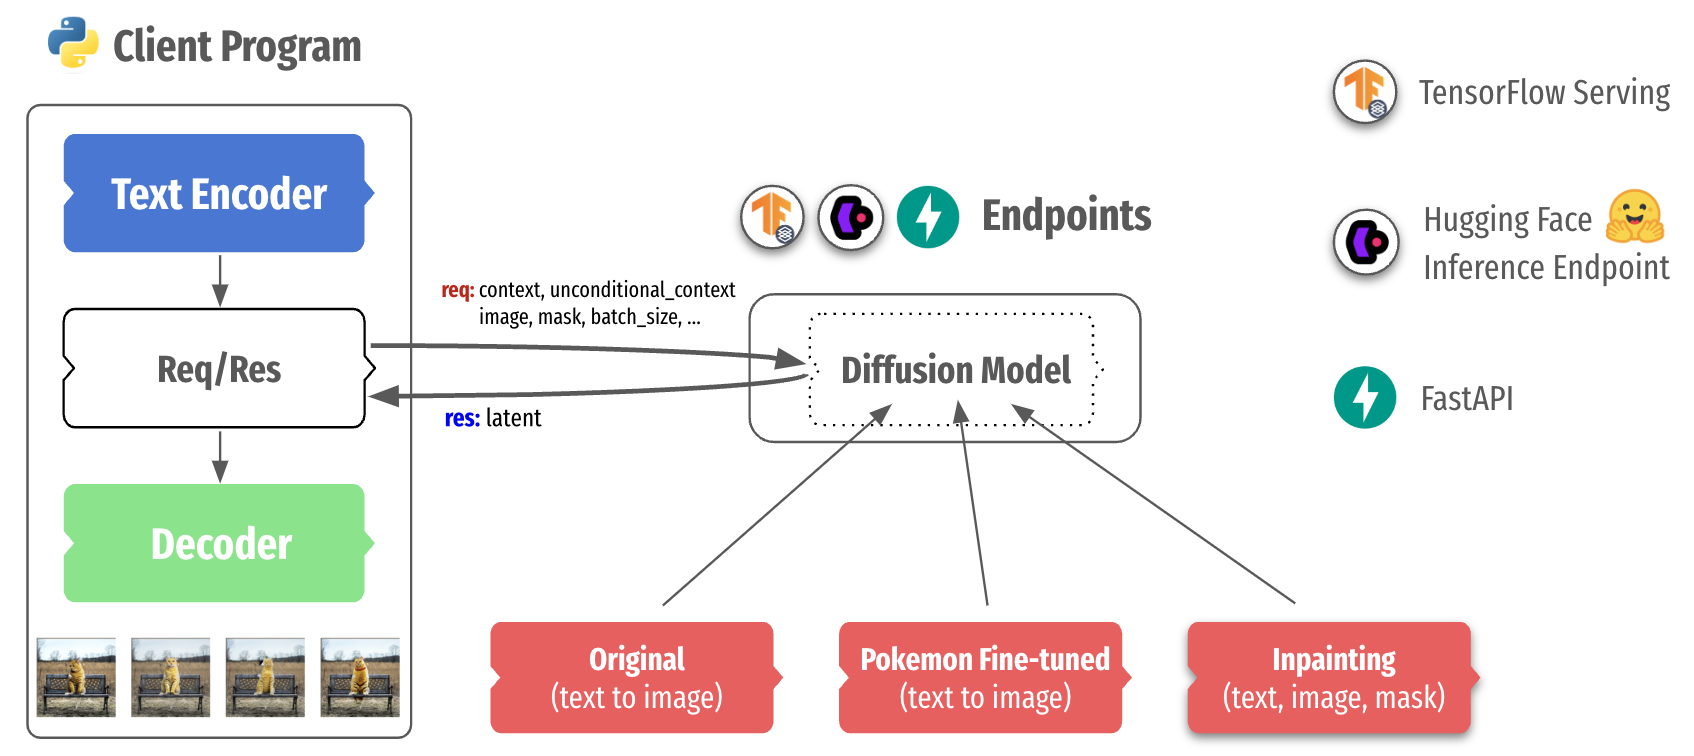 Client Program
Text Encoder
Req/Res
Decoder
req: context, unconditional_context
image, mask, batch_size, ...
res: latent
Endpoints
Diffusion Model
Original
(text to image)
Pokemon Fine-tuned
(text to image)
Inpainting
(text, image, mask)
TensorFlow Serving
Hugging Face
Inference Endpoint
FastAPI